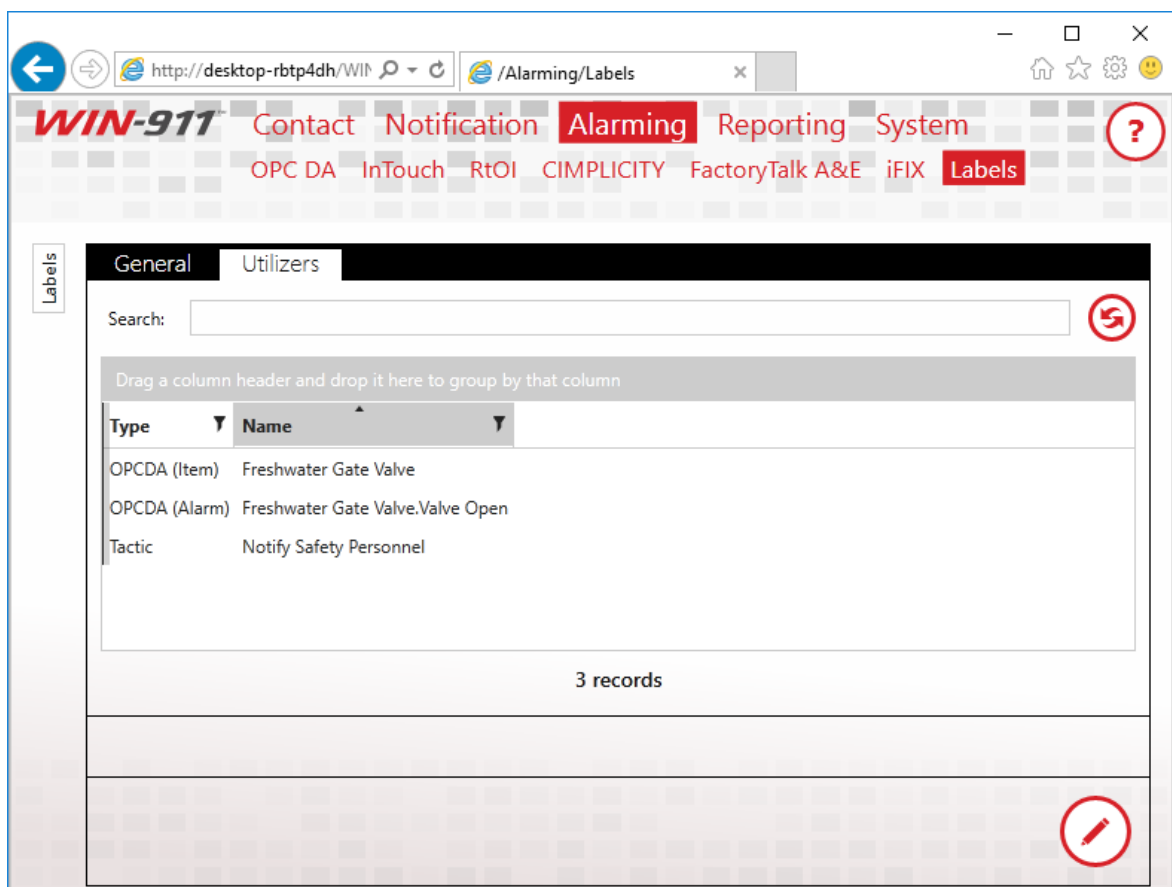 http://desktop-rbtp4dh/WIN
/Alarming/Labels
WIN-911™ Contact Notification Alarming Reporting System ?
OPC DA InTouch RtOI CIMPLICITY FactoryTalk A&E iFIX Labels
Labels
General Utilizers
Search:
Drag a column header and drop it here to group by that column
Type Name
OPCDA (Item) Freshwater Gate Valve
OPCDA (Alarm) Freshwater Gate Valve.Valve Open
Tactic Notify Safety Personnel
3 records